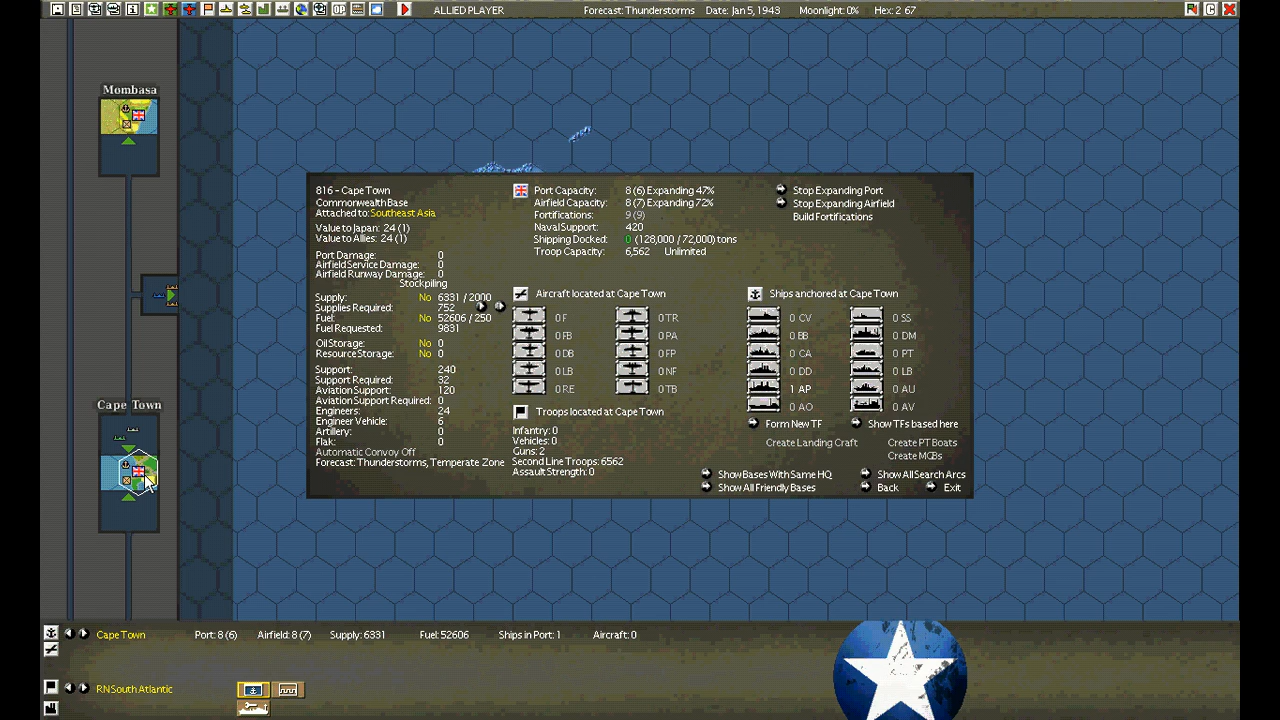 ALLIED PLAYER
Forecast: Thunderstorms
Date: Jan 5, 1943
Moonlight: 0%
Hex: 2 67
Mombasa
Cape Town
816 - Cape Town
Commonwealth Base
Attached to: Southeast Asia
Value to Japan: 24 (1)
Value to Allies: 24 (1)
Port Damage: 0
Airfield Service Damage: 0
Airfield Runway Damage: 0
Stockpiling
Supply: No 6331 / 2000
Supplies Required: 752
Fuel: No 52606 / 250
Fuel Requested: 9831
Oil Storage: No 0
Resource Storage: No 0
Support: 240
Support Required: 32
Aviation Support: 120
Aviation Support Required: 0
Engineers: 24
Engineer Vehicle: 6
Artillery: 0
Flak: 0
Automatic Convoy Off
Forecast: Thunderstorms, Temperate Zone
Port Capacity: 8 (6) Expanding 47%
Airfield Capacity: 8 (7) Expanding 72%
Fortifications: 9 (9)
Naval Support: 420
Shipping Docked: 0 (128,000 / 72,000) tons
Troop Capacity: 6,562 Unlimited
Stop Expanding Port
Stop Expanding Airfield
Build Fortifications
Aircraft located at Cape Town
0 F 0 TR
0 FB 0 PA
0 DB 0 FP
0 LB 0 NF
0 RE 0 TB
Troops located at Cape Town
Infantry: 0
Vehicles: 0
Guns: 2
Second Line Troops: 6562
Assault Strength: 0
Ships anchored at Cape Town
0 CV 0 SS
0 BB 0 DM
0 CA 0 PT
0 DD 0 LB
1 AP 0 AU
0 AO 0 AV
Form New TF Show TFs based here
Create Landing Craft Create PT Boats
Create MGBs
Show Bases With Same HQ Show All Search Arcs
Show All Friendly Bases Back Exit
Cape Town Port: 8 (6) Airfield: 8 (7) Supply: 6331 Fuel: 52606 Ships in Port: 1 Aircraft: 0
RN South Atlantic